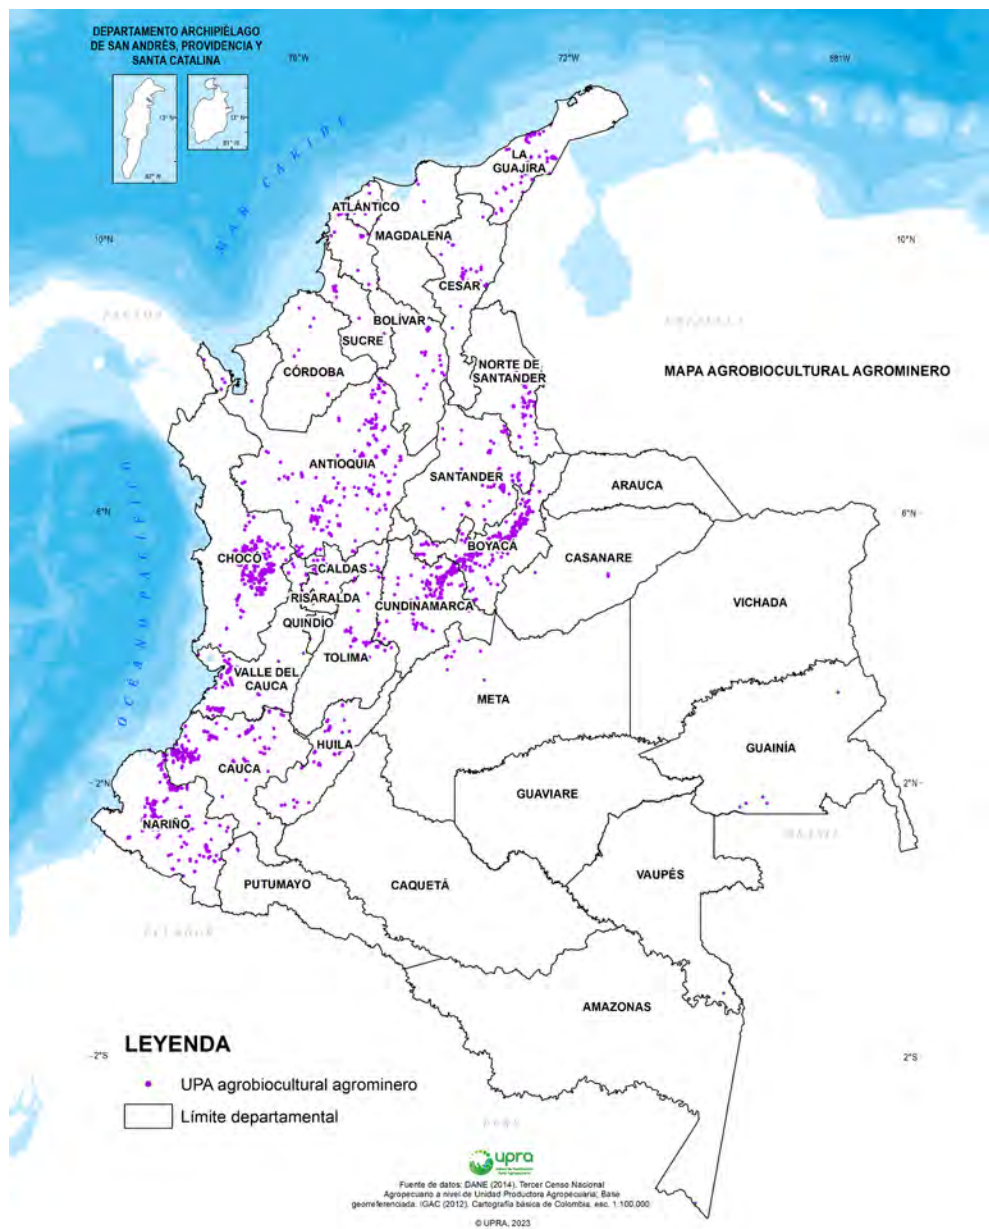 DEPARTAMENTO ARCHIPIÉLAGO
DE SAN ANDRÉS, PROVIDENCIA Y
SANTA CATALINA
72°W
10°N
10°N
MAR CARIBE
LA
GUAJIRA
ATLÁNTICO
MAGDALENA
CESAR
BOLÍVAR
SUCRE
CÓRDOBA
NORTE DE
SANTANDER
MAPA AGROBIOCULTURAL AGROMINERO
ANTIOQUIA
SANTANDER
ARAUCA
6°N
6°N
OCÉANO PACÍFICO
CHOCÓ
BOYACÁ
CASANARE
CALDAS
RISARALDA
CUNDINAMARCA
VICHADA
QUINDÍO
TOLIMA
VALLE DEL
CAUCA
META
HUILA
GUAINÍA
CAUCA
2°N
2°N
GUAVIARE
NARIÑO
VAUPÉS
PUTUMAYO
CAQUETÁ
ECUADOR
AMAZONAS
2°S
2°S
LEYENDA
UPA agrobiocultural agrominero
Límite departamental
upra
Fuente de datos: DANE (2014). Tercer Censo Nacional
Agropecuario a nivel de Unidad Productora Agropecuaria; Base
georreferenciada. IGAC (2012). Cartografía básica de Colombia, esc. 1:100.000
© UPRA, 2023